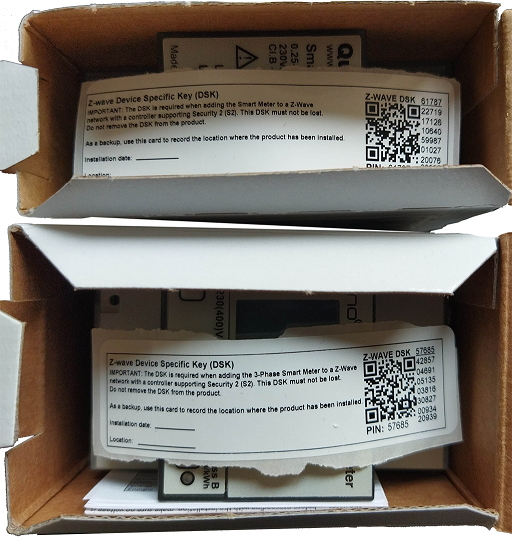 Z-wave Device Specific Key (DSK)
IMPORTANT: The DSK is required when adding the Smart Meter to a Z-Wave
network with a controller supporting Security 2 (S2). This DSK must not be lost.
Do not remove the DSK from the product.
As a backup, use this card to record the location where the product has been installed.
Installation date:
Location:
Z-WAVE DSK 61767
22719
17126
10640
59987
01027
20076
PIN:
Z-wave Device Specific Key (DSK)
IMPORTANT: The DSK is required when adding the 3-Phase Smart Meter to a Z-Wave
network with a controller supporting Security 2 (S2). This DSK must not be lost.
Do not remove the DSK from the product.
As a backup, use this card to record the location where the product has been installed.
Installation date:
Location:
Z-WAVE DSK 57685
42857
04691
05135
03816
30827
00934
20939
PIN: 57685